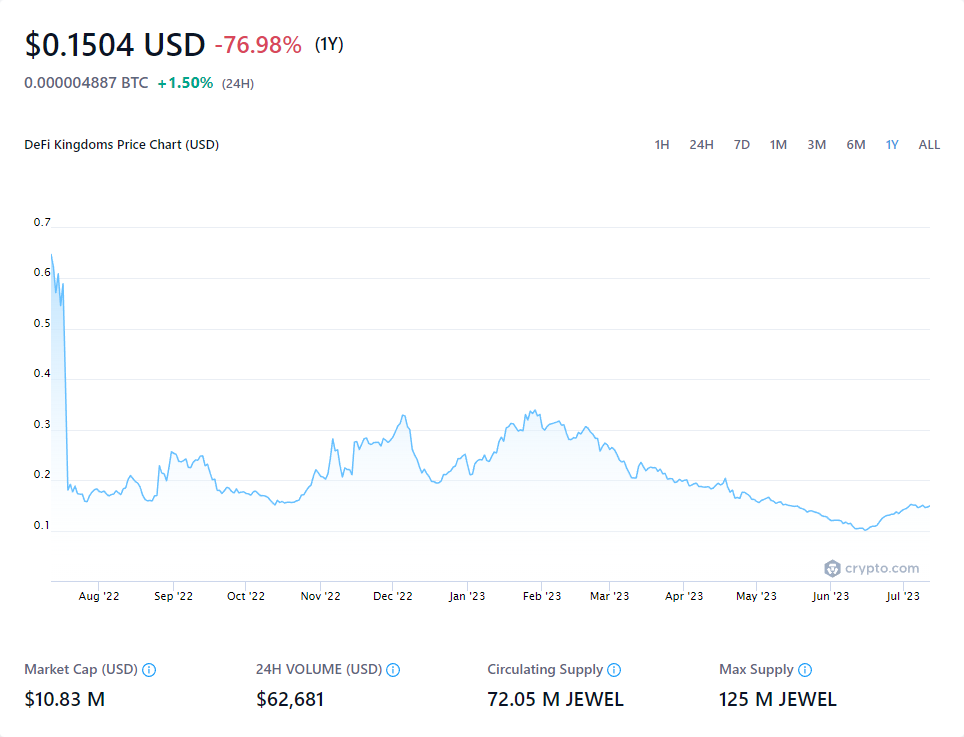 $0.1504 USD -76.98% (1Y)
0.000004887 BTC +1.50% (24H)
DeFi Kingdoms Price Chart (USD) 1H 24H 7D 1M 3M 6M 1Y ALL
0.7
0.6
0.5
0.4
0.3
0.2
0.1
crypto.com
Aug '22 Sep '22 Oct '22 Nov '22 Dec '22 Jan '23 Feb '23 Mar '23 Apr '23 May '23 Jun '23 Jul '23
Market Cap (USD) 24H VOLUME (USD) Circulating Supply Max Supply
$10.83 M $62,681 72.05 M JEWEL 125 M JEWEL